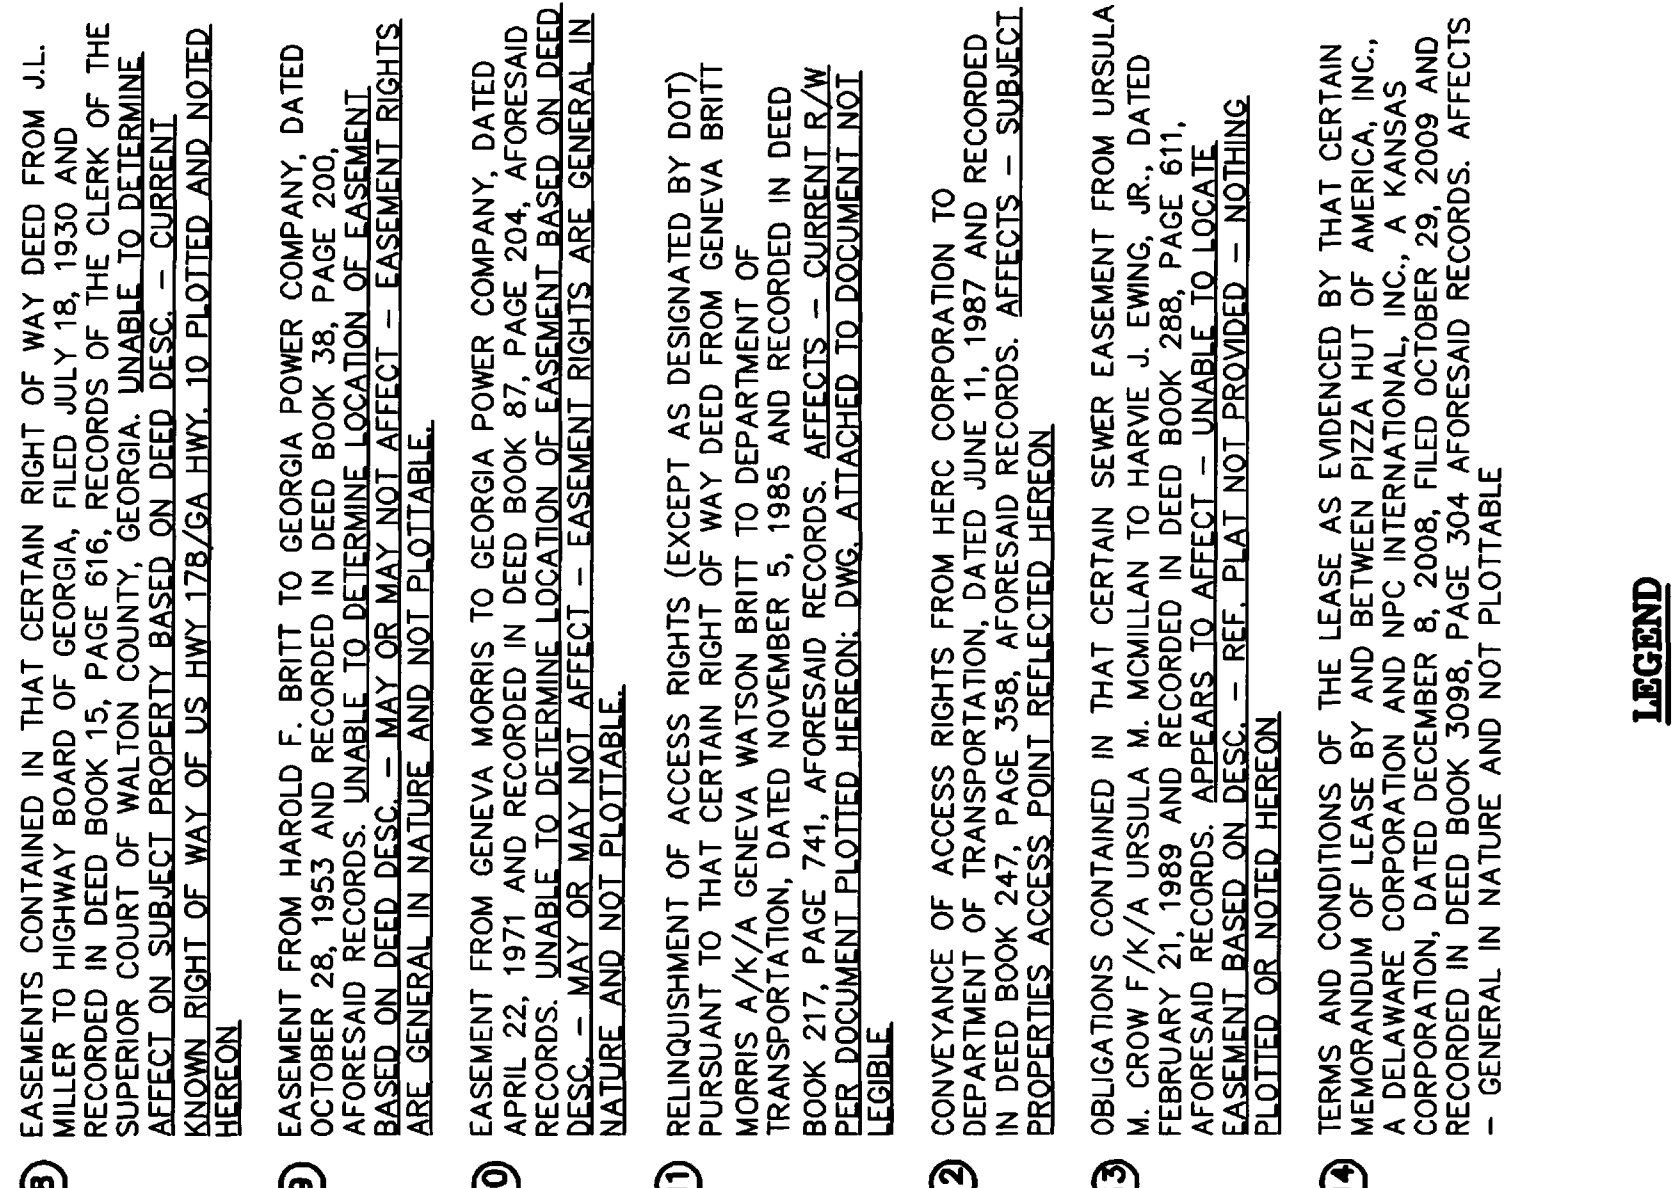 8 EASEMENTS CONTAINED IN THAT CERTAIN RIGHT OF WAY DEED FROM J.L.
MILLER TO HIGHWAY BOARD OF GEORGIA, FILED JULY 18, 1930 AND
RECORDED IN DEED BOOK 15, PAGE 616, RECORDS OF THE CLERK OF THE
SUPERIOR COURT OF WALTON COUNTY, GEORGIA. UNABLE TO DETERMINE
AFFECT ON SUBJECT PROPERTY BASED ON DEED DESC. – CURRENT
KNOWN RIGHT OF WAY OF US HWY 178/GA HWY. 10 PLOTTED AND NOTED
HEREON
9 EASEMENT FROM HAROLD F. BRITT TO GEORGIA POWER COMPANY, DATED
OCTOBER 28, 1953 AND RECORDED IN DEED BOOK 38, PAGE 200,
AFORESAID RECORDS. UNABLE TO DETERMINE LOCATION OF EASEMENT
BASED ON DEED DESC. – MAY OR MAY NOT AFFECT – EASEMENT RIGHTS
ARE GENERAL IN NATURE AND NOT PLOTTABLE.
10 EASEMENT FROM GENEVA MORRIS TO GEORGIA POWER COMPANY, DATED
APRIL 22, 1971 AND RECORDED IN DEED BOOK 87, PAGE 204, AFORESAID
RECORDS. UNABLE TO DETERMINE LOCATION OF EASEMENT BASED ON DEED
DESC. – MAY OR MAY NOT AFFECT – EASEMENT RIGHTS ARE GENERAL IN
NATURE AND NOT PLOTTABLE.
11 RELINQUISHMENT OF ACCESS RIGHTS (EXCEPT AS DESIGNATED BY DOT)
PURSUANT TO THAT CERTAIN RIGHT OF WAY DEED FROM GENEVA BRITT
MORRIS A/K/A GENEVA WATSON BRITT TO DEPARTMENT OF
TRANSPORTATION, DATED NOVEMBER 5, 1985 AND RECORDED IN DEED
BOOK 217, PAGE 741, AFORESAID RECORDS. AFFECTS – CURRENT R/W
PER DOCUMENT PLOTTED HEREON; DWG. ATTACHED TO DOCUMENT NOT
LEGIBLE
12 CONVEYANCE OF ACCESS RIGHTS FROM HERC CORPORATION TO
DEPARTMENT OF TRANSPORTATION, DATED JUNE 11, 1987 AND RECORDED
IN DEED BOOK 247, PAGE 358, AFORESAID RECORDS. AFFECTS – SUBJECT
PROPERTIES ACCESS POINT REFLECTED HEREON
13 OBLIGATIONS CONTAINED IN THAT CERTAIN SEWER EASEMENT FROM URSULA
M. CROW F/K/A URSULA M. MCMILLAN TO HARVIE J. EWING, JR., DATED
FEBRUARY 21, 1989 AND RECORDED IN DEED BOOK 288, PAGE 611,
AFORESAID RECORDS. APPEARS TO AFFECT – UNABLE TO LOCATE
EASEMENT BASED ON DESC. – REF. PLAT NOT PROVIDED – NOTHING
PLOTTED OR NOTED HEREON
14 TERMS AND CONDITIONS OF THE LEASE AS EVIDENCED BY THAT CERTAIN
MEMORANDUM OF LEASE BY AND BETWEEN PIZZA HUT OF AMERICA, INC.,
A DELAWARE CORPORATION AND NPC INTERNATIONAL, INC., A KANSAS
CORPORATION, DATED DECEMBER 8, 2008, FILED OCTOBER 29, 2009 AND
RECORDED IN DEED BOOK 3098, PAGE 304 AFORESAID RECORDS. AFFECTS
– GENERAL IN NATURE AND NOT PLOTTABLE
LEGEND